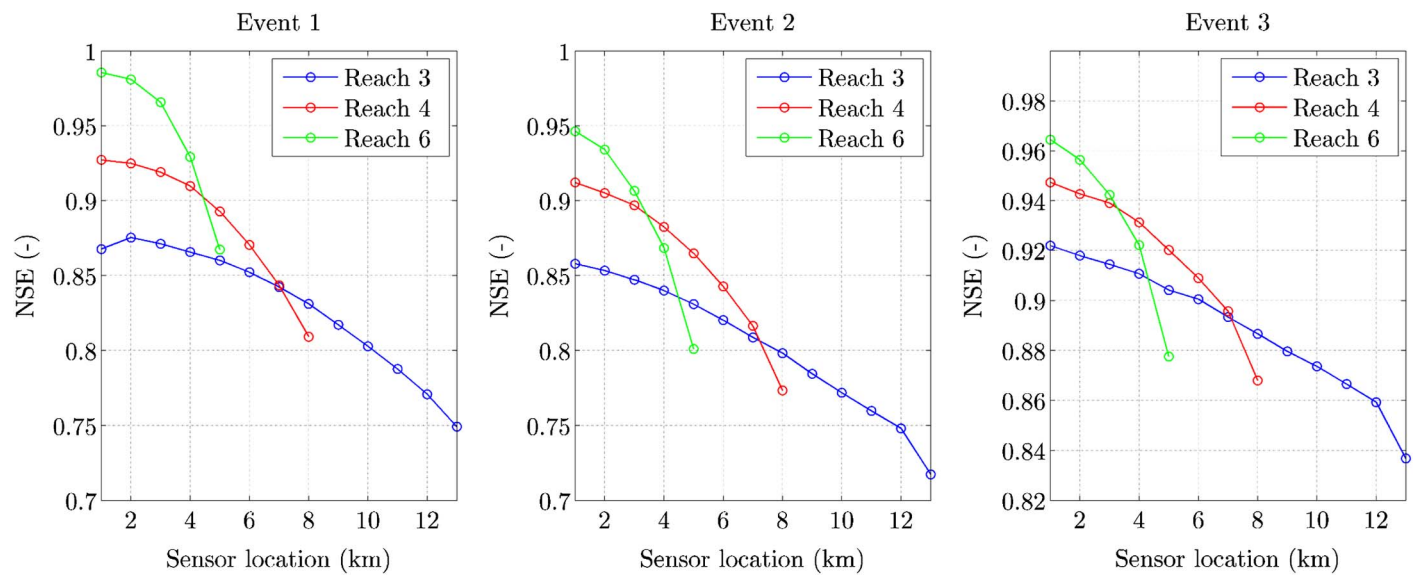 Event 1
NSE (-)
1
0.95
0.9
0.85
0.8
0.75
0.7
2 4 6 8 10 12
Sensor location (km)
Reach 3
Reach 4
Reach 6
Event 2
NSE (-)
1
0.95
0.9
0.85
0.8
0.75
0.7
2 4 6 8 10 12
Sensor location (km)
Reach 3
Reach 4
Reach 6
Event 3
NSE (-)
0.98
0.96
0.94
0.92
0.9
0.88
0.86
0.84
0.82
2 4 6 8 10 12
Sensor location (km)
Reach 3
Reach 4
Reach 6